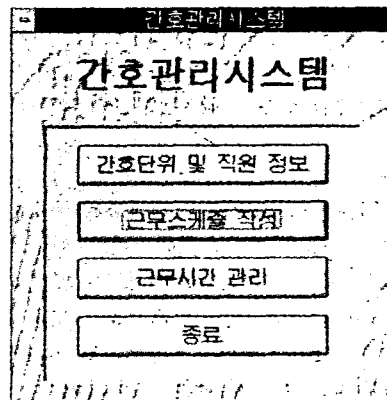 간호관리시스템
간호관리시스템
간호단위 및 직원 정보
근무스케줄 작성
근무시간 관리
종료